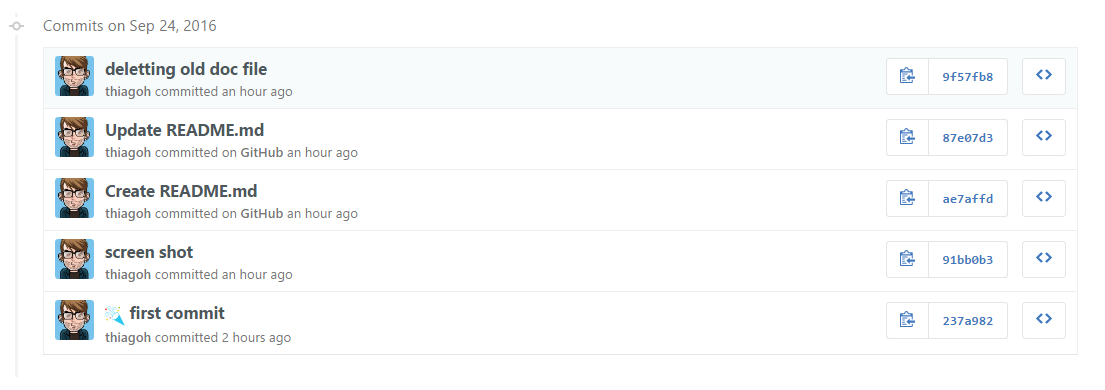 Commits on Sep 24, 2016
deletting old doc file
thiagoh committed an hour ago
9f57fb8
Update README.md
thiagoh committed on GitHub an hour ago
87e07d3
Create README.md
thiagoh committed on GitHub an hour ago
ae7affd
screen shot
thiagoh committed an hour ago
91bb0b3
🎉 first commit
thiagoh committed 2 hours ago
237a982